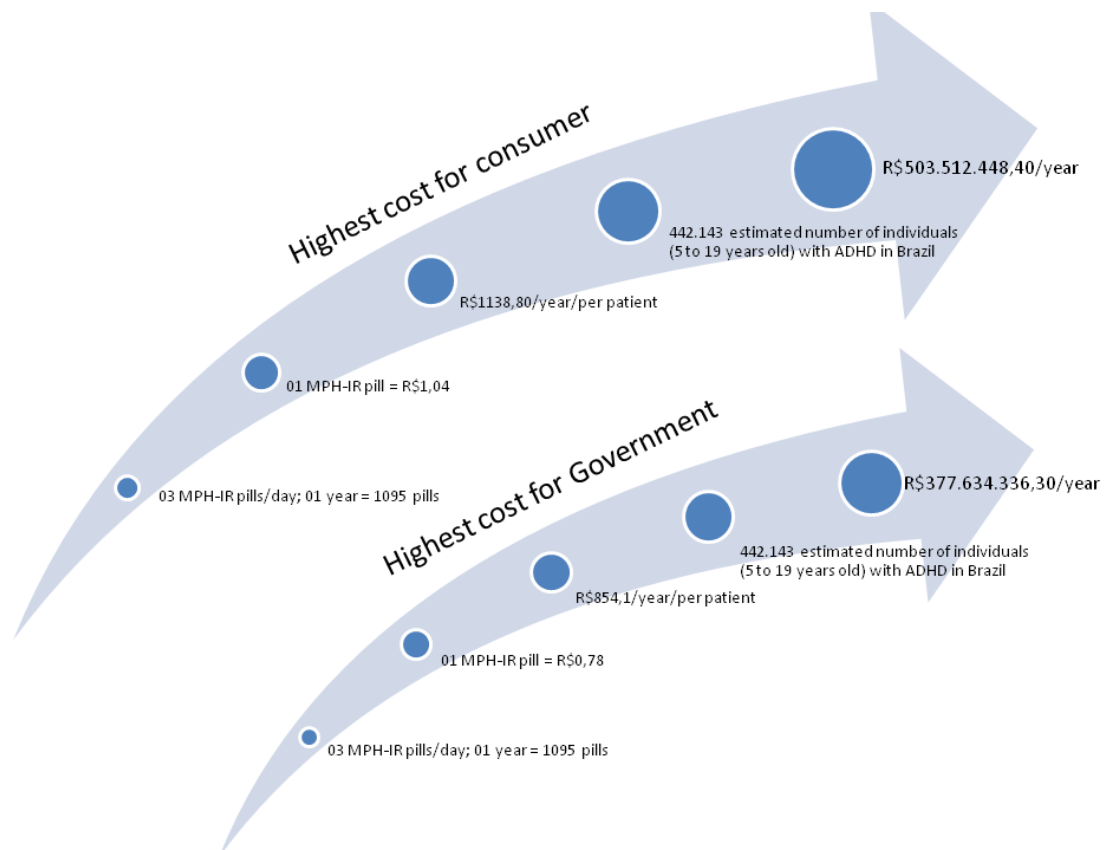 Highest cost for consumer
R$503.512.448,40/year
442.143 estimated number of individuals
(5 to 19 years old) with ADHD in Brazil
R$1138,80/year/per patient
01 MPH-IR pill = R$1,04
03 MPH-IR pills/day; 01 year = 1095 pills
Highest cost for Government
R$377.634.336,30/year
442.143 estimated number of individuals
(5 to 19 years old) with ADHD in Brazil
R$854,1/year/per patient
01 MPH-IR pill = R$0,78
03 MPH-IR pills/day; 01 year = 1095 pills